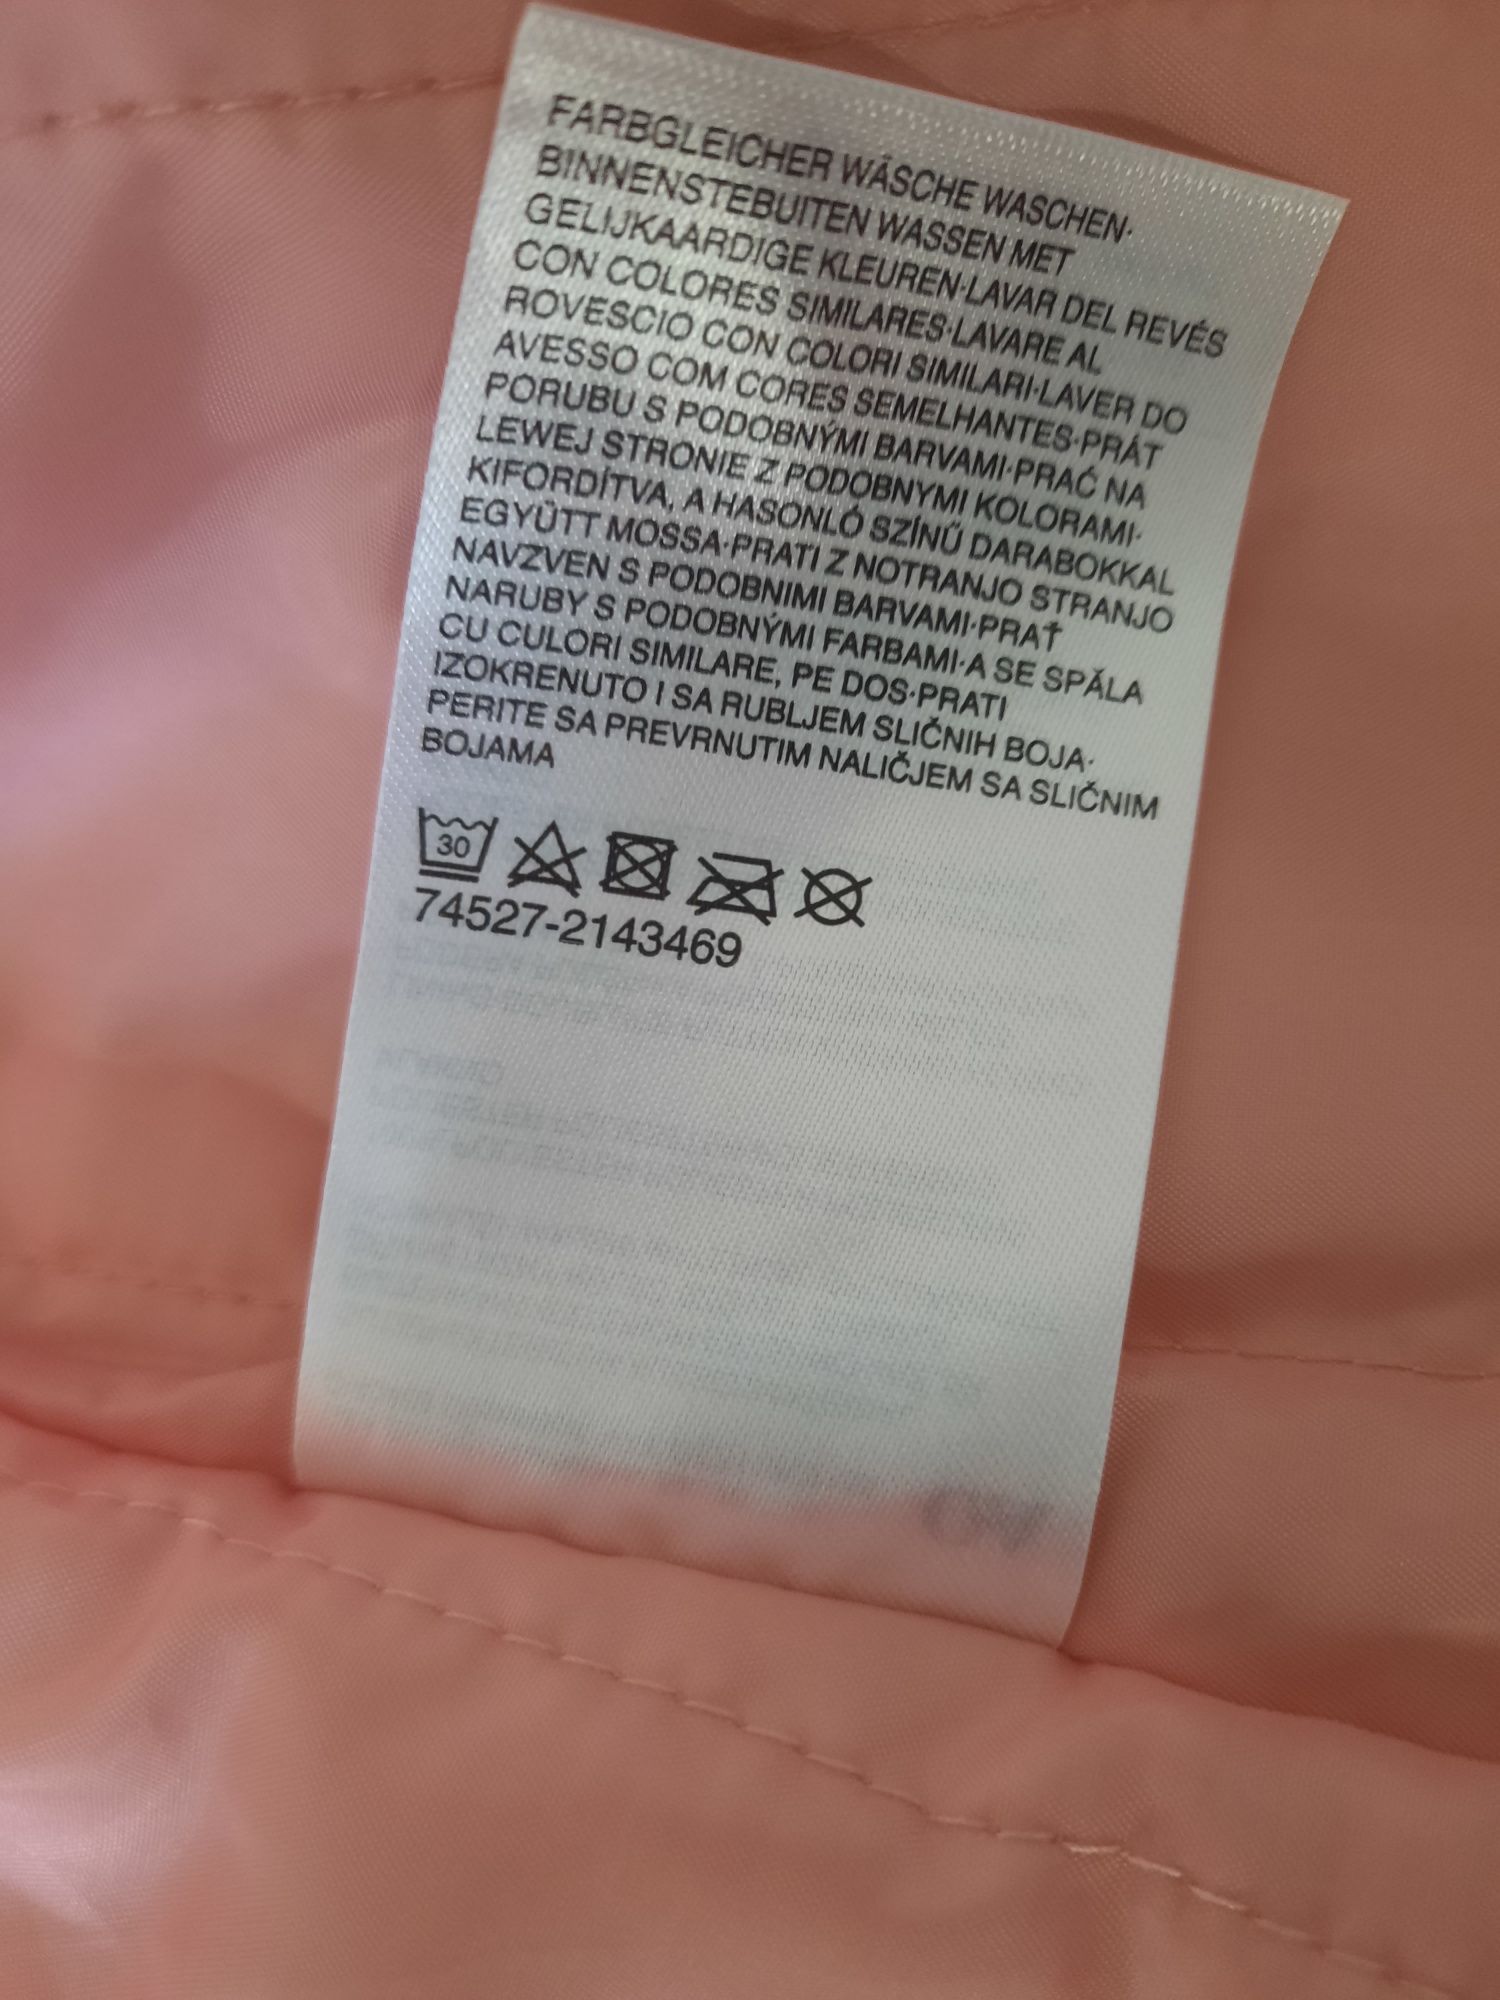 FARBGLEICHER WÄSCHE WASCHEN·
BINNENSTEBUITEN WASSEN MET
GELIJKAARDIGE KLEUREN·LAVAR DEL REVÉS
CON COLORES SIMILARES·LAVARE AL
ROVESCIO CON COLORI SIMILARI·LAVER DO
AVESSO COM CORES SEMELHANTES·PRÁT
PORUBU S PODOBNÝMI BARVAMI·PRAĆ NA
LEWEJ STRONIE Z PODOBNYMI KOLORAMI·
KIFORDÍTVA, A HASONLÓ SZÍNŰ DARABOKKAL
EGYÜTT MOSSA·PRATI Z NOTRANJO STRANJO
NAVZVEN S PODOBNIMI BARVAMI·PRAŤ
NARUBY S PODOBNÝMI FARBAMI·A SE SPĂLA
CU CULORI SIMILARE, PE DOS·PRATI
IZOKRENUTO I SA RUBLJEM SLIČNIH BOJA·
PERITE SA PREVRNUTIM NALIČJEM SA SLIČNIM
BOJAMA
30
74527-2143469